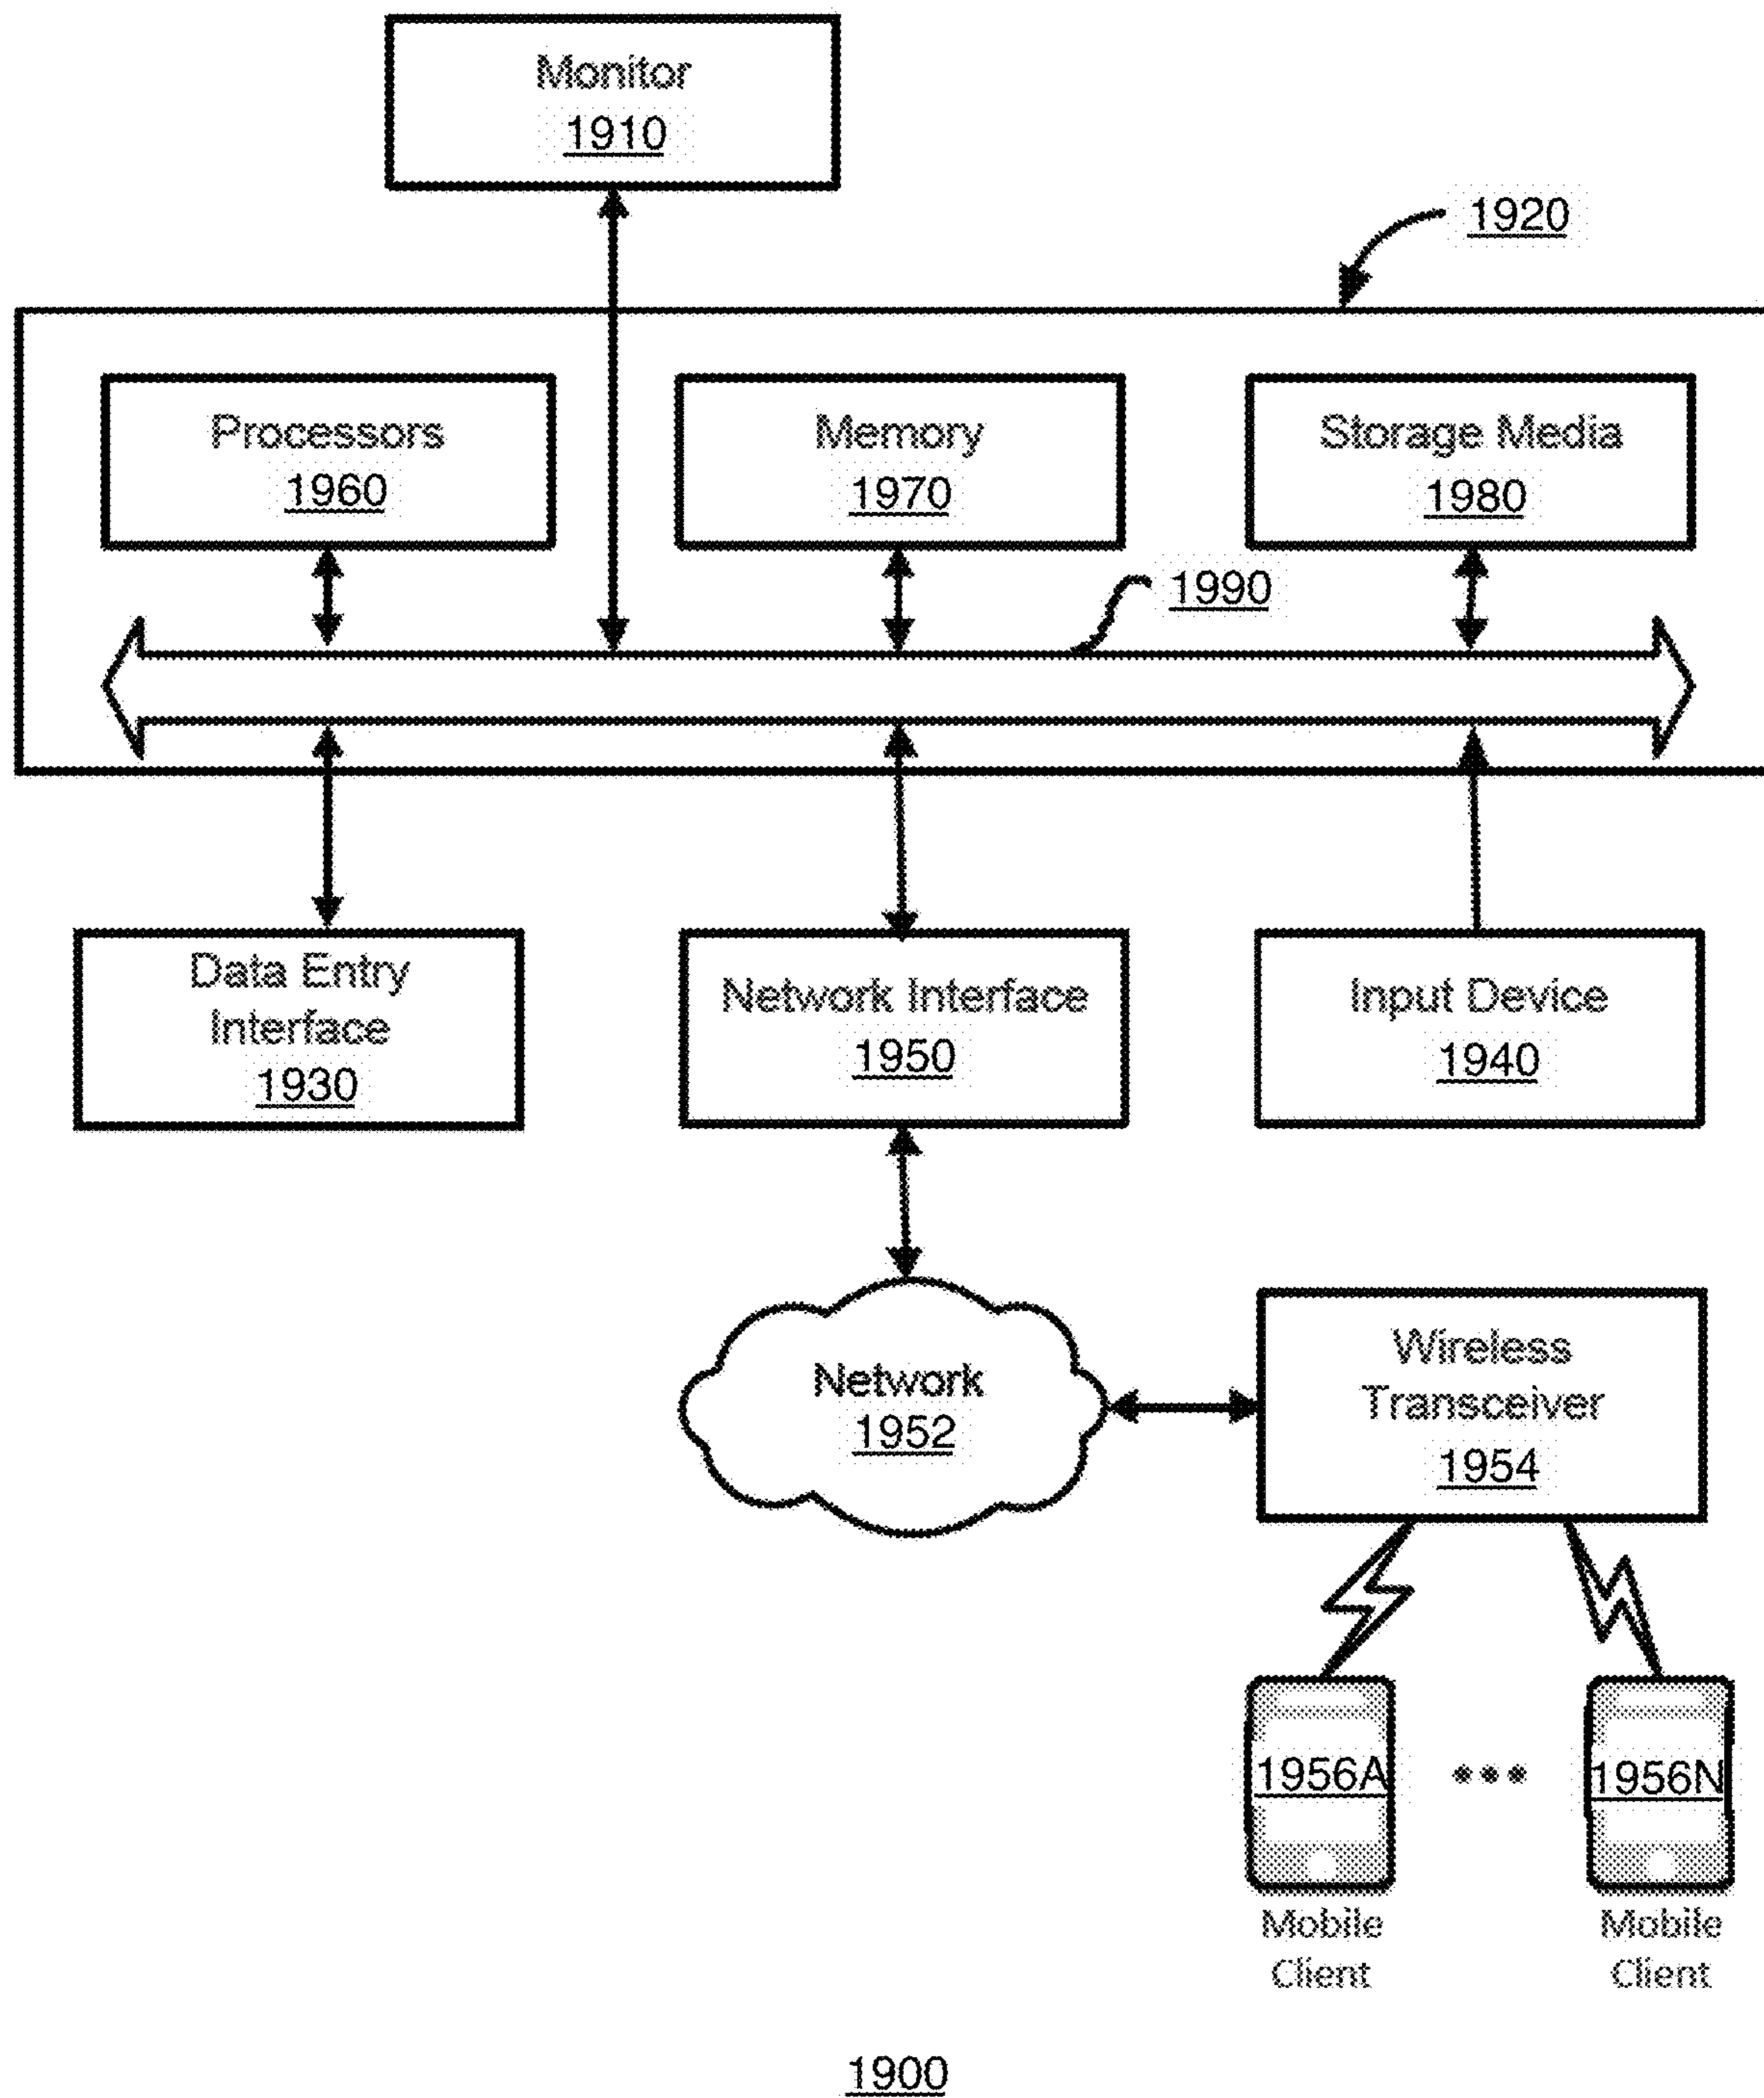 Monitor
1910
1920
Processors
1960
Memory
1970
Storage Media
1980
1990
Data Entry
Interface
1930
Network Interface
1950
Input Device
1940
Network
1952
Wireless
Transceiver
1954
1956A
1956N
Mobile
Client
Mobile
Client
1900